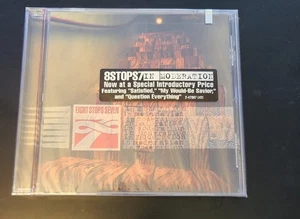 8STOPS7/IN MODERATION
Now at a Special Introductory Price
Featuring "Satisfied," "My Would-Be Savior,"
and "Question Everything"
EIGHT STOPS SEVEN